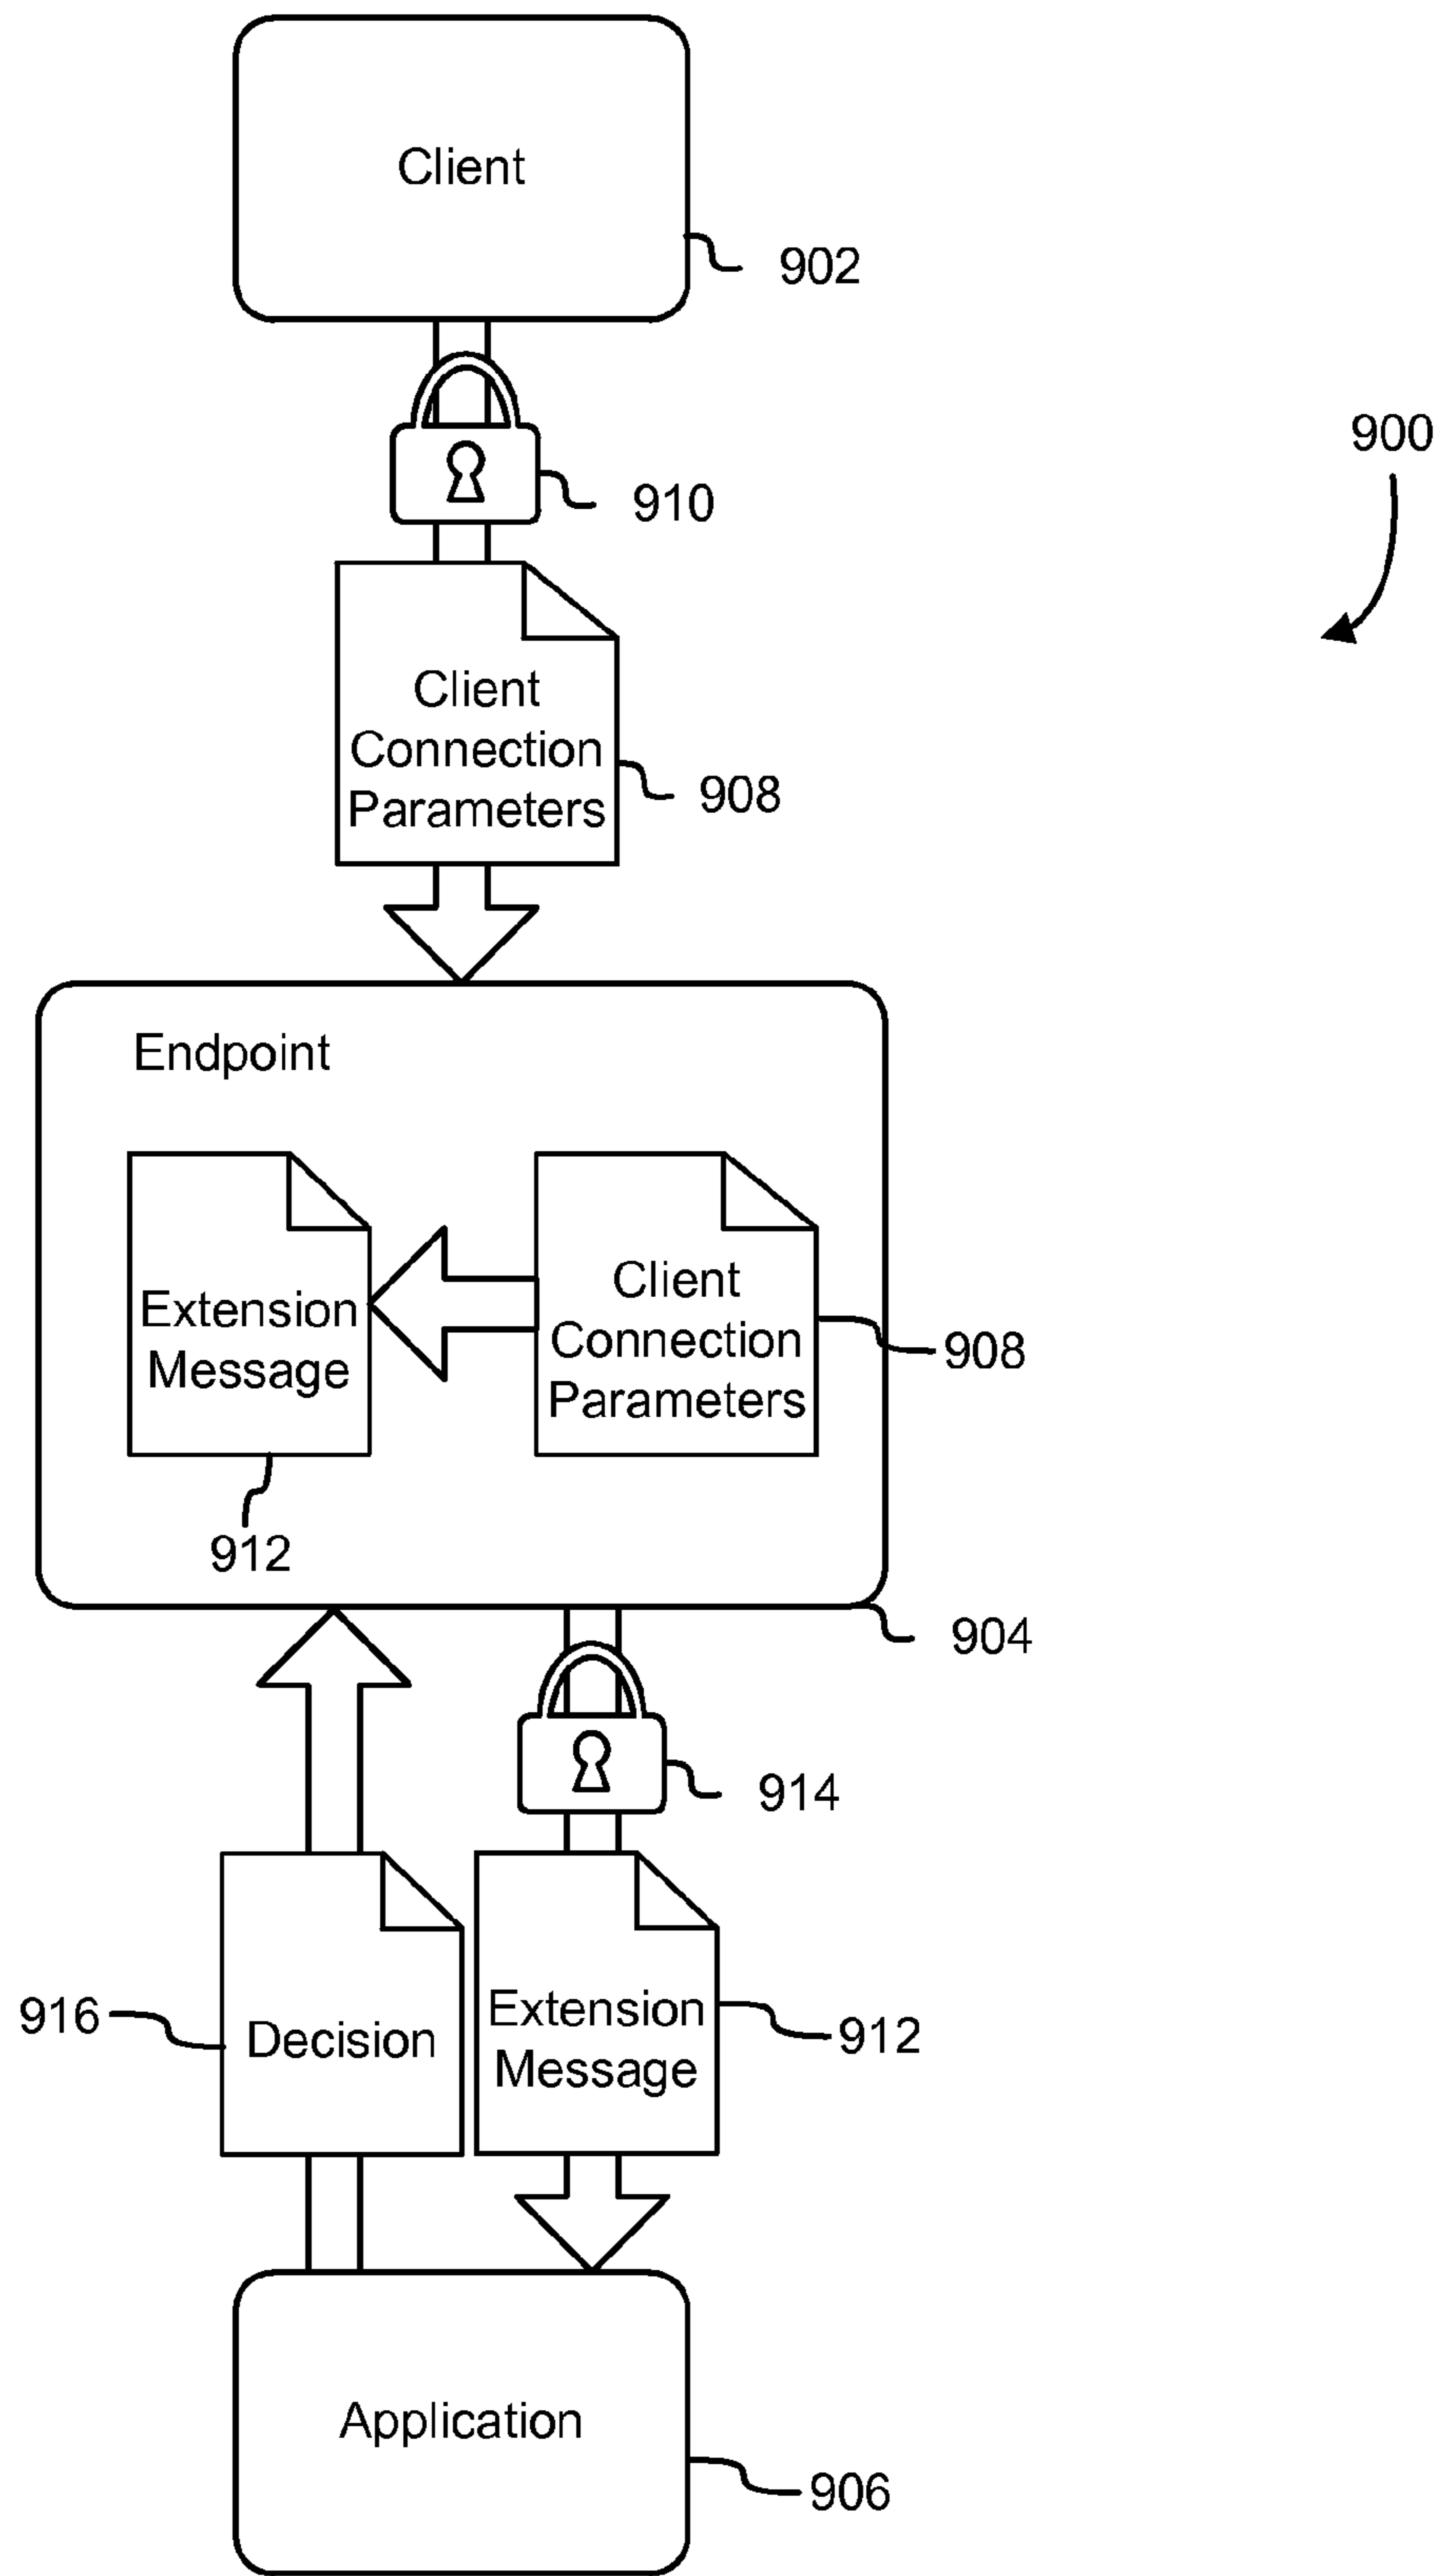 Client
902
900
910
Client
Connection
Parameters
908
Endpoint
Extension
Message
Client
Connection
Parameters
908
912
904
914
916
Decision
Extension
Message
912
Application
906